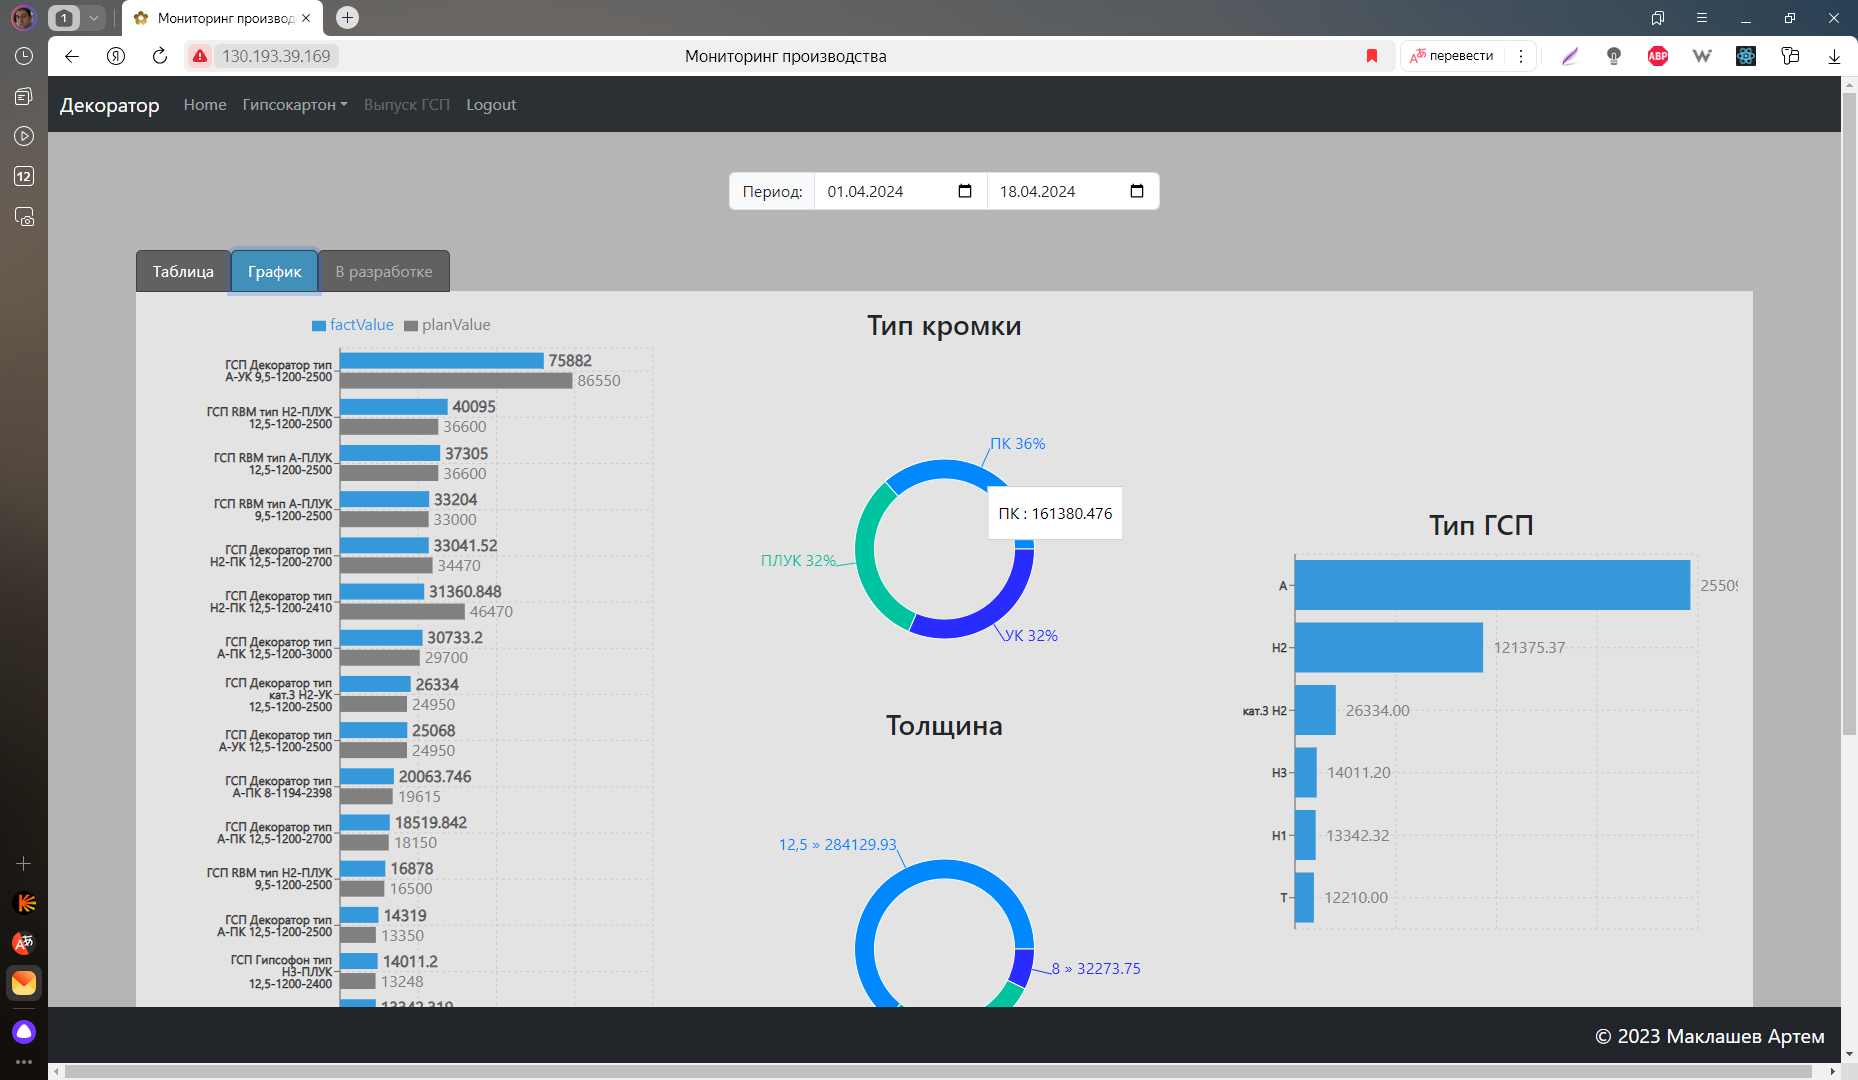 1
Мониторинг производ
130.193.39.169
Мониторинг производства
перевести
ABP
12
Декоратор
Home
Гипсокартон
Выпуск ГСП
Logout
Период:
01.04.2024
18.04.2024
Таблица
График
В разработке
factValue
planValue
ГСП Декоратор тип
А-УК 9,5-1200-2500
75882
86550
ГСП RBM тип Н2-ПЛУК
12,5-1200-2500
40095
36600
ГСП RBM тип А-ПЛУК
12,5-1200-2500
37305
36600
ГСП RBM тип А-ПЛУК
9,5-1200-2500
33204
33000
ГСП Декоратор тип
Н2-ПК 12,5-1200-2700
33041.52
34470
ГСП Декоратор тип
Н2-ПК 12,5-1200-2410
31360.848
46470
ГСП Декоратор тип
А-ПК 12,5-1200-3000
30733.2
29700
ГСП Декоратор тип
кат.3 Н2-УК
12,5-1200-2500
26334
24950
ГСП Декоратор тип
А-УК 12,5-1200-2500
25068
24950
ГСП Декоратор тип
А-ПК 8-1194-2398
20063.746
19615
ГСП Декоратор тип
А-ПК 12,5-1200-2700
18519.842
18150
ГСП RBM тип Н2-ПЛУК
9,5-1200-2500
16878
16500
ГСП Декоратор тип
А-ПК 12,5-1200-2500
14319
13350
ГСП Гипсофон тип
Н3-ПЛУК
12,5-1200-2400
14011.2
13248
13342.319
Тип кромки
ПК 36%
ПК : 161380.476
ПЛУК 32%
УК 32%
Толщина
12,5 » 284129.93
8 » 32273.75
Тип ГСП
А
25509
Н2
121375.37
кат.3 Н2
26334.00
Н3
14011.20
Н1
13342.32
Т
12210.00
© 2023 Маклашев Артем